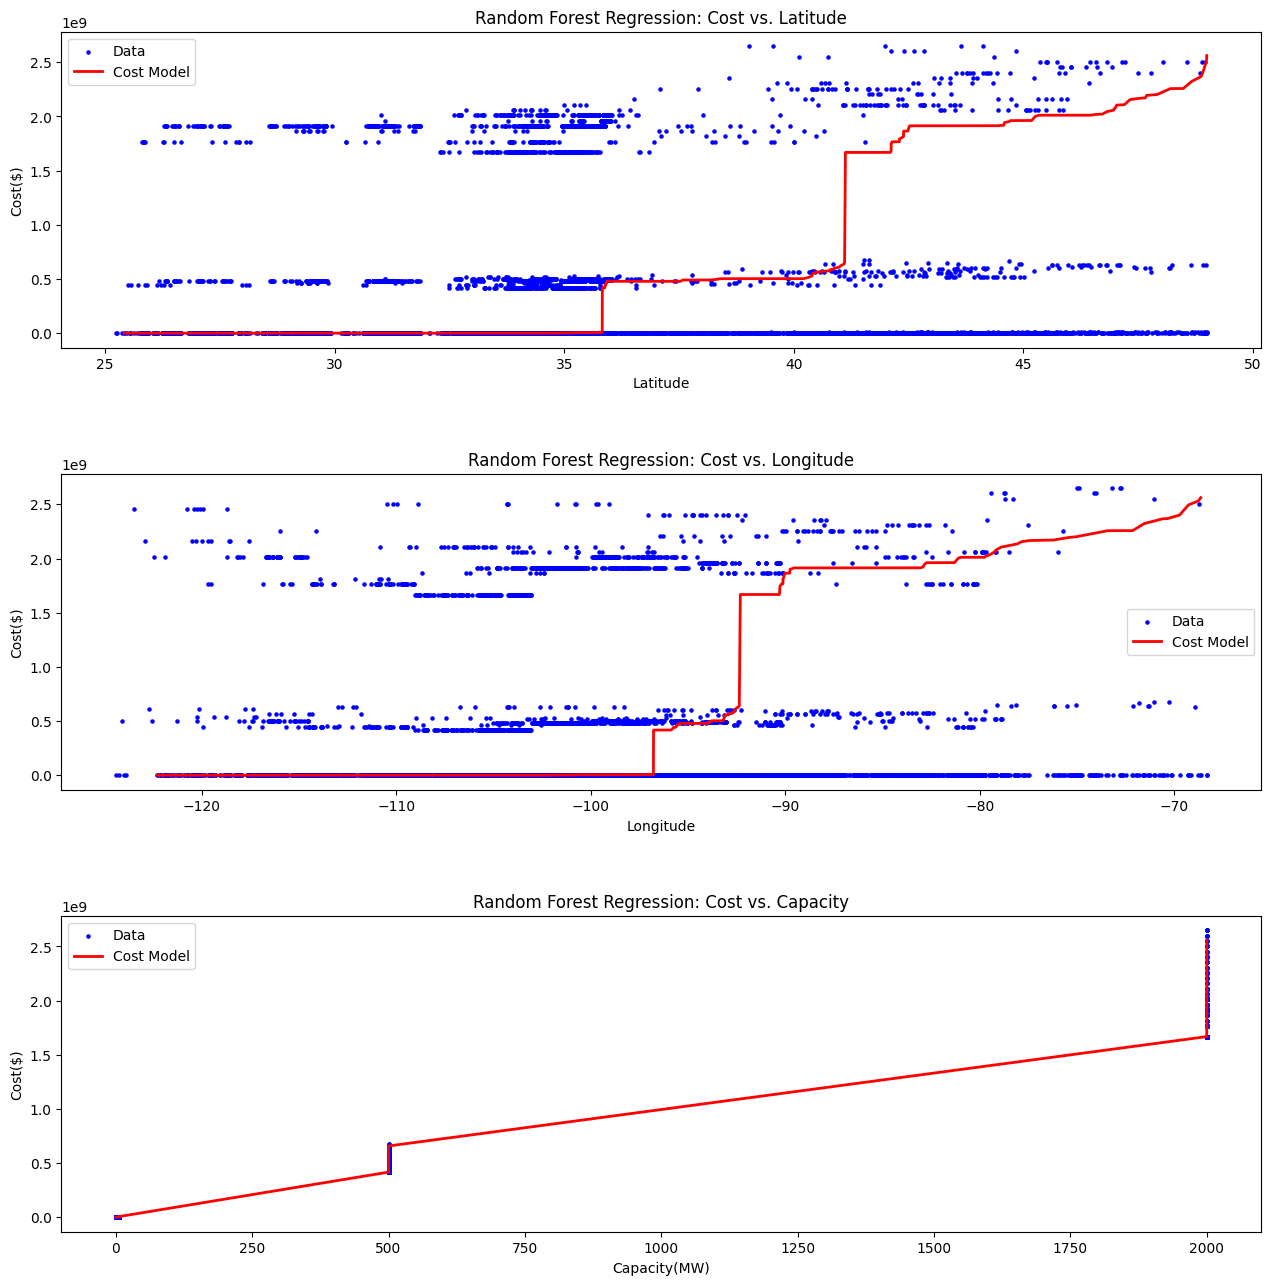 Random Forest Regression: Cost vs. Latitude
1e9
Data
Cost Model
2.5
2.0
1.5
1.0
0.5
0.0
Cost($)
25 30 35 40 45 50
Latitude
Random Forest Regression: Cost vs. Longitude
1e9
2.5
2.0
1.5
1.0
0.5
0.0
Cost($)
Data
Cost Model
−120 −110 −100 −90 −80 −70
Longitude
Random Forest Regression: Cost vs. Capacity
1e9
Data
Cost Model
2.5
2.0
1.5
1.0
0.5
0.0
Cost($)
0 250 500 750 1000 1250 1500 1750 2000
Capacity(MW)